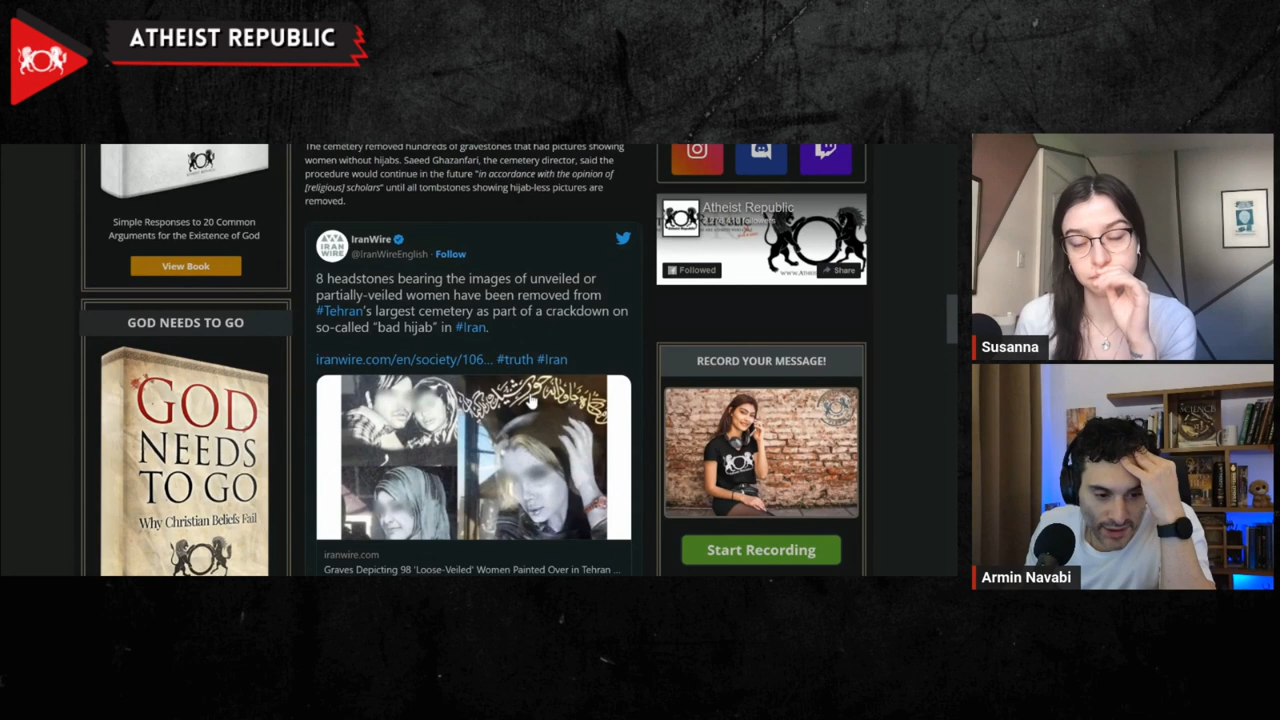 ATHEIST REPUBLIC
Simple Responses to 20 Common
Arguments for the Existence of God
View Book
GOD NEEDS TO GO
GOD
NEEDS
TO GO
Why Christian Beliefs Fail
The cemetery removed hundreds of gravestones that had pictures showing
women without hijabs. Saeed Ghazanfari, the cemetery director, said the
procedure would continue in the future "in accordance with the opinion of
[religious] scholars" until all tombstones showing hijab-less pictures are
removed.
IRAN
WIRE
IranWire
@IranWireEnglish · Follow
8 headstones bearing the images of unveiled or
partially-veiled women have been removed from
#Tehran's largest cemetery as part of a crackdown on
so-called "bad hijab" in #Iran.
iranwire.com/en/society/106... #truth #Iran
iranwire.com
Graves Depicting 98 'Loose-Veiled' Women Painted Over in Tehran ...
Atheist Republic
Followed
Share
RECORD YOUR MESSAGE!
Start Recording
Susanna
SCIENCE
Armin Navabi